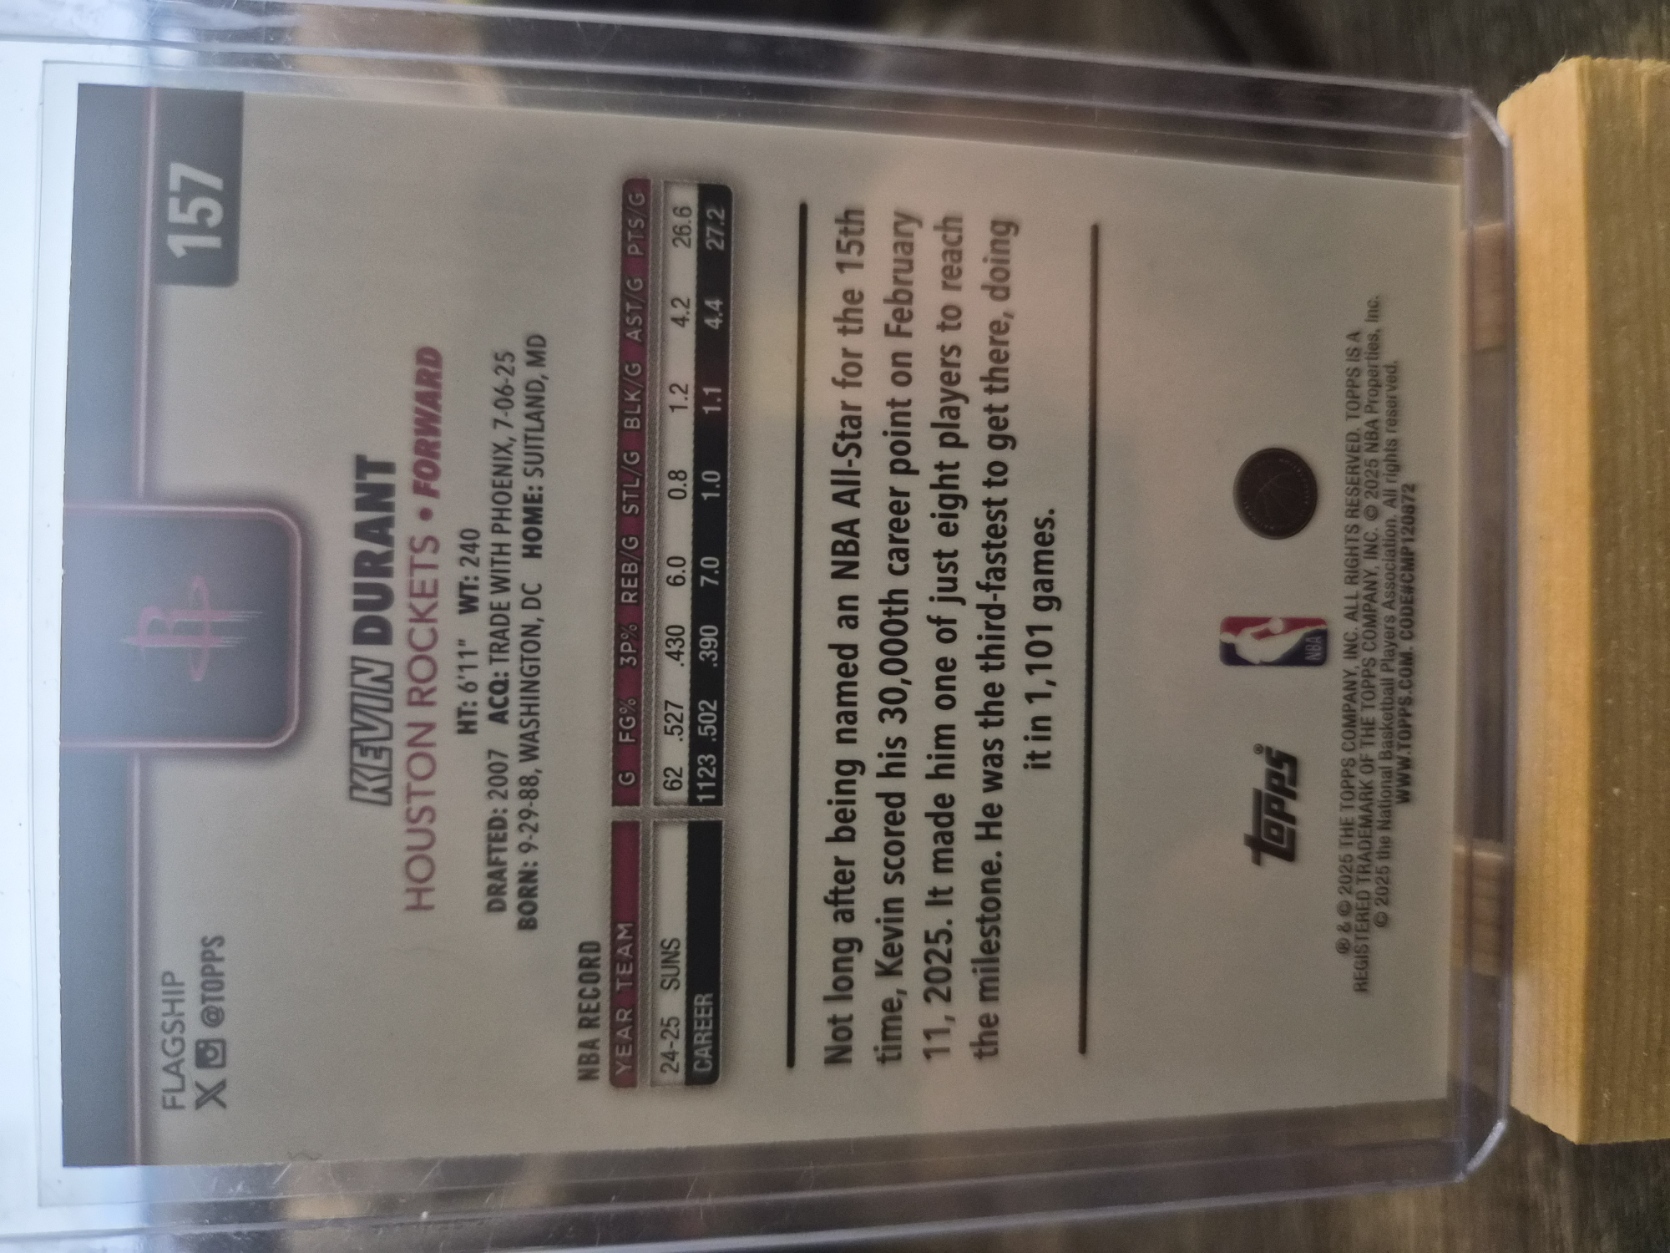 FLAGSHIP
157
X @TOPPS
KEVIN DURANT
HOUSTON ROCKETS • FORWARD
HT: 6'11" WT: 240
DRAFTED: 2007 ACQ: TRADE WITH PHOENIX, 7-06-25
BORN: 9-29-88, WASHINGTON, DC HOME: SUITLAND, MD
NBA RECORD
YEAR TEAM G FG% 3P% REB/G STL/G BLK/G AST/G PTS/G
24-25 SUNS 62 .527 .430 6.0 0.8 1.2 4.2 26.6
CAREER 1123 .502 .390 7.0 1.0 1.1 4.4 27.2
Not long after being named an NBA All-Star for the 15th
time, Kevin scored his 30,000th career point on February
11, 2025. It made him one of just eight players to reach
the milestone. He was the third-fastest to get there, doing
it in 1,101 games.
topps® NBA
® & © 2025 THE TOPPS COMPANY, INC. ALL RIGHTS RESERVED. TOPPS IS A
REGISTERED TRADEMARK OF THE TOPPS COMPANY, INC. © 2025 NBA Properties, Inc.
© 2025 the National Basketball Players Association. All rights reserved.
WWW.TOPPS.COM. CODE#CMP120872